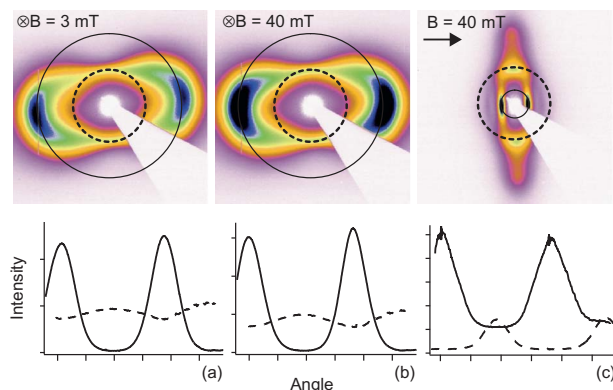 ⊗B = 3 mT
⊗B = 40 mT
B = 40 mT
Intensity
(a)
(b)
(c)
Angle